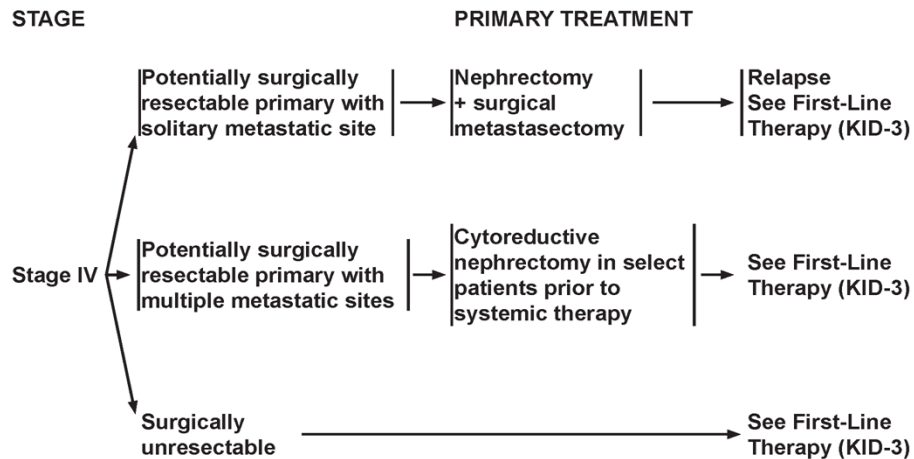 STAGE
PRIMARY TREATMENT
Potentially surgically
resectable primary with
solitary metastatic site
Nephrectomy
+ surgical
metastasectomy
Relapse
See First-Line
Therapy (KID-3)
Stage IV
Potentially surgically
resectable primary with
multiple metastatic sites
Cytoreductive
nephrectomy in select
patients prior to
systemic therapy
See First-Line
Therapy (KID-3)
Surgically
unresectable
See First-Line
Therapy (KID-3)